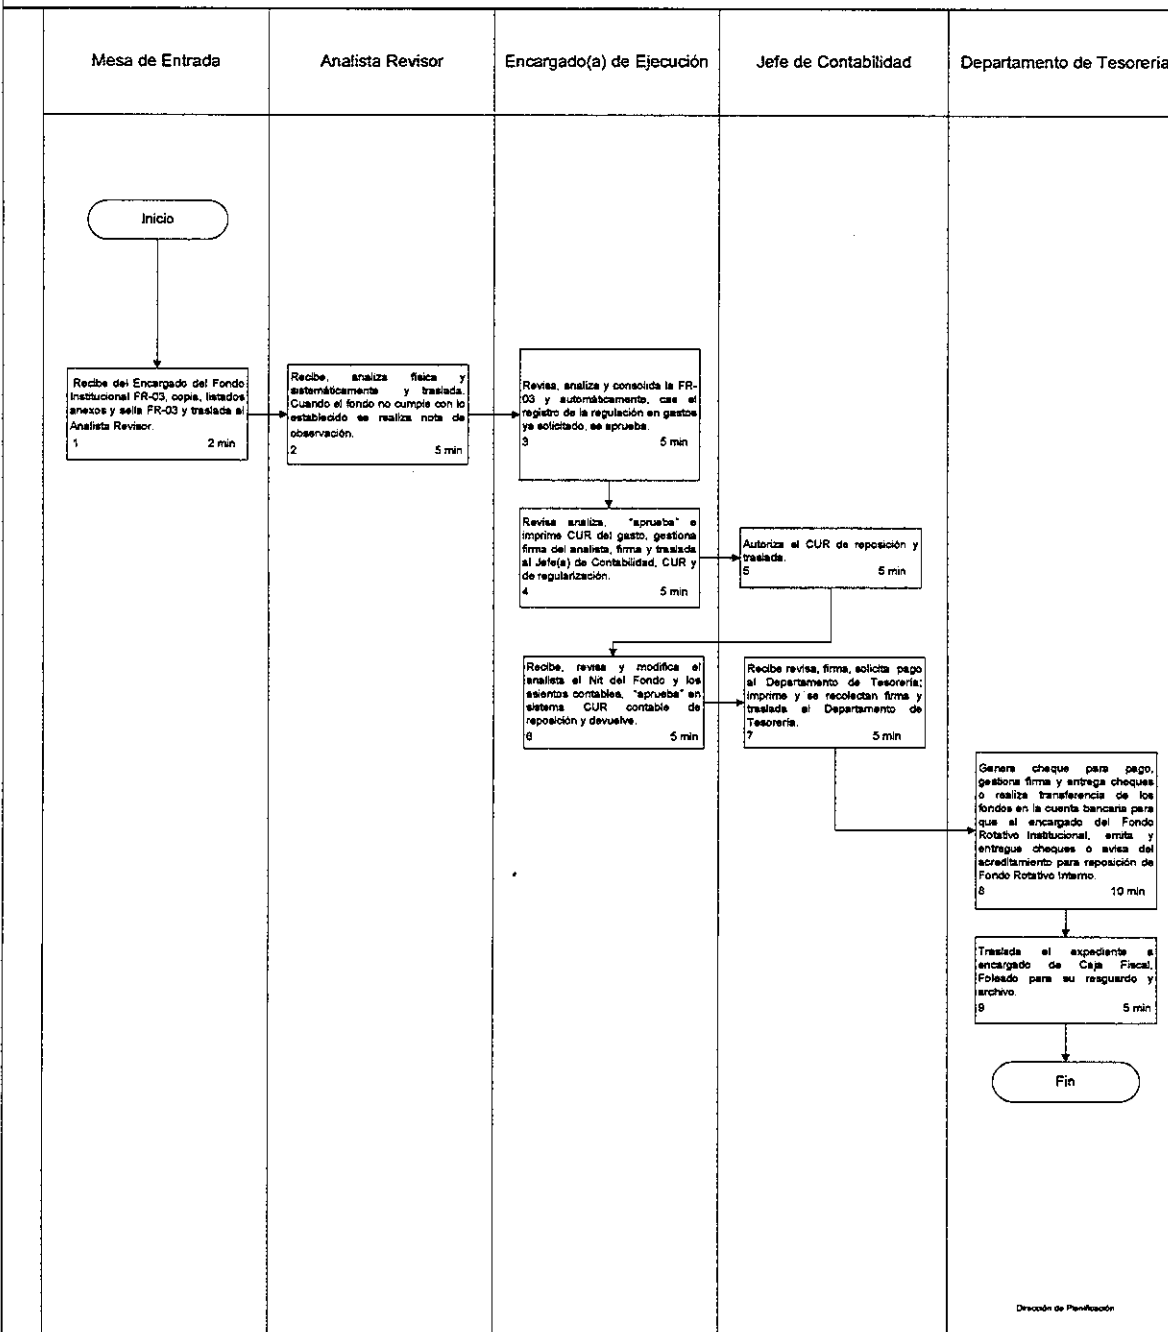 Mesa de Entrada
Analista Revisor
Encargado(a) de Ejecución
Jefe de Contabilidad
Departamento de Tesorería
Inicio
Recibe del Encargado del Fondo
Institucional FR-03, copia, listados
anexos y sella FR-03 y traslada al
Analista Revisor.
1 2 min
Recibe, analiza física y
sistemáticamente y traslada.
Cuando el fondo no cumple con lo
establecido se realiza nota de
observación.
2 5 min
Revisa, analiza y consolida la FR-
03 y automáticamente, cae el
registro de la regulación en gastos
ya solicitado, se aprueba.
3 5 min
Revisa analiza, "aprueba" e
imprime CUR del gasto, gestiona
firma del analista, firma y traslada
al Jefe(a) de Contabilidad, CUR y
de regularización.
4 5 min
Autoriza el CUR de reposición y
traslada.
5 5 min
Recibe, revisa y modifica el
analista el Nit del Fondo y los
asientos contables, "aprueba" en
sistema CUR contable de
reposición y devuelve.
6 5 min
Recibe revisa, firma, solicita pago
al Departamento de Tesorería;
imprime y se recolectan firma y
traslada al Departamento de
Tesorería.
7 5 min
Genera cheque para pago,
gestiona firma y entrega cheques
o realiza transferencia de los
fondos en la cuenta bancaria para
que al encargado del Fondo
Rotativo Institucional, emita y
entregue cheques o avisa del
acreditamiento para reposición de
Fondo Rotativo Interno.
8 10 min
Traslada el expediente a
encargado de Caja Fiscal,
Foleado para su resguardo y
archivo.
9 5 min
Fin
Dirección de Planificación